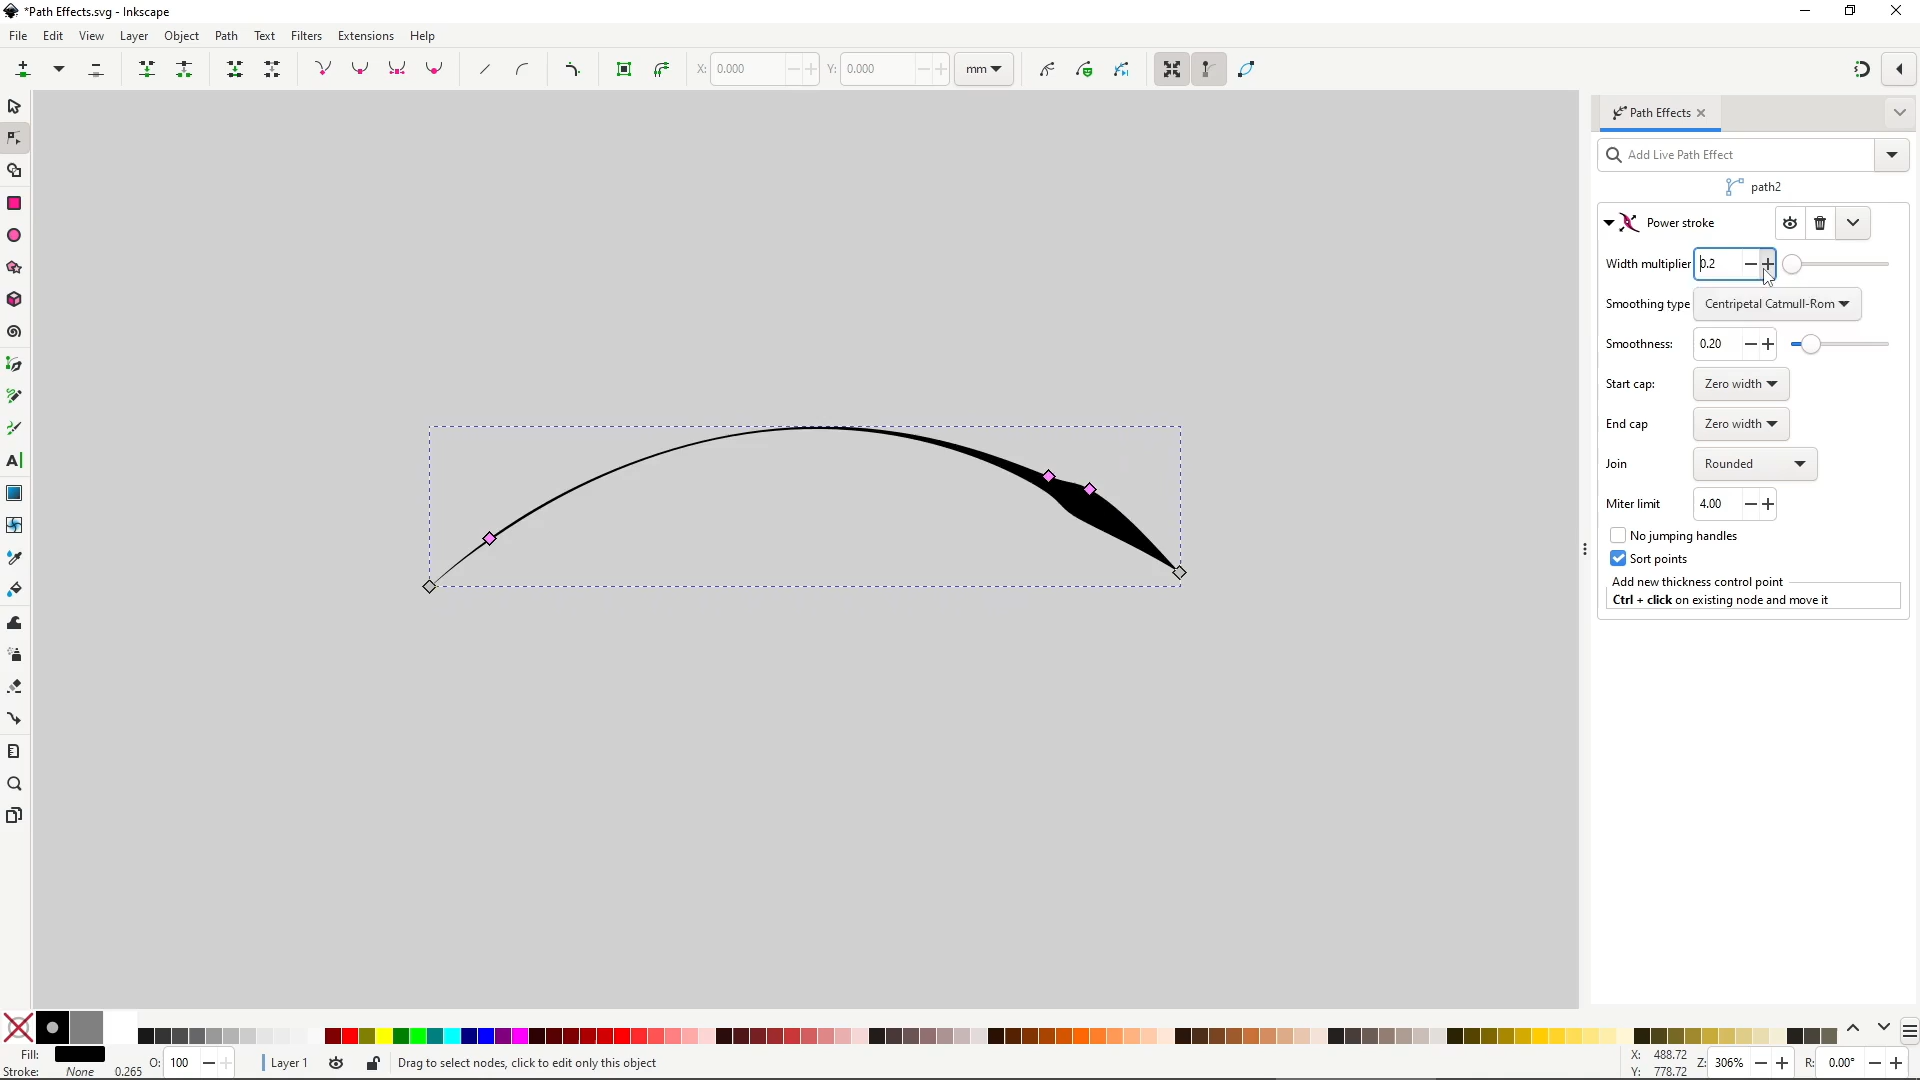 *Path Effects.svg - Inkscape
File Edit View Layer Object Path Text Filters Extensions Help
X: 0.000 Y: 0.000 mm
Path Effects
Add Live Path Effect
path2
Power stroke
Width multiplier 0.2
Smoothing type Centripetal Catmull-Rom
Smoothness: 0.20
Start cap: Zero width
End cap Zero width
Join Rounded
Miter limit 4.00
No jumping handles
Sort points
Add new thickness control point
Ctrl + click on existing node and move it
Fill:
Stroke: None 0.265
O: 100
Layer 1
Drag to select nodes, click to edit only this object
X: 488.72
Y: 778.72
Z: 306%
R: 0.00°